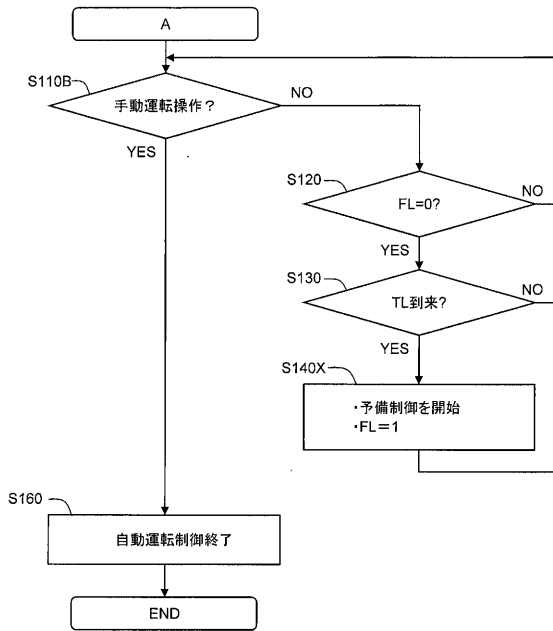 A
S110B
手動運転操作？
NO
YES
S120
FL=0?
NO
YES
S130
TL到来?
NO
YES
S140X
・予備制御を開始
・FL＝1
S160
自動運転制御終了
END